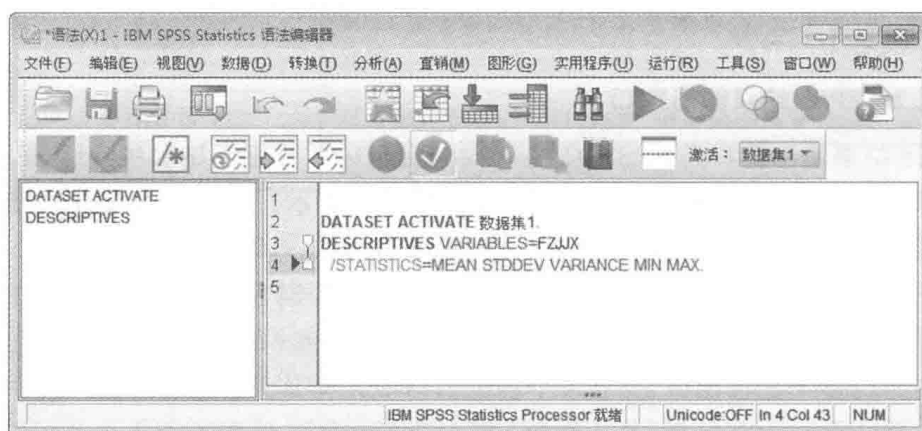 *语法(X)1 - IBM SPSS Statistics 语法编辑器
文件(F) 编辑(E) 视图(V) 数据(D) 转换(T) 分析(A) 直销(M) 图形(G) 实用程序(U) 运行(R) 工具(S) 窗口(W) 帮助(H)
激活: 数据集1
DATASET ACTIVATE
DESCRIPTIVES
1
2 DATASET ACTIVATE 数据集1.
3 DESCRIPTIVES VARIABLES=FZJJX
4 /STATISTICS=MEAN STDDEV VARIANCE MIN MAX.
5
IBM SPSS Statistics Processor 就绪 Unicode:OFF In 4 Col 43 NUM